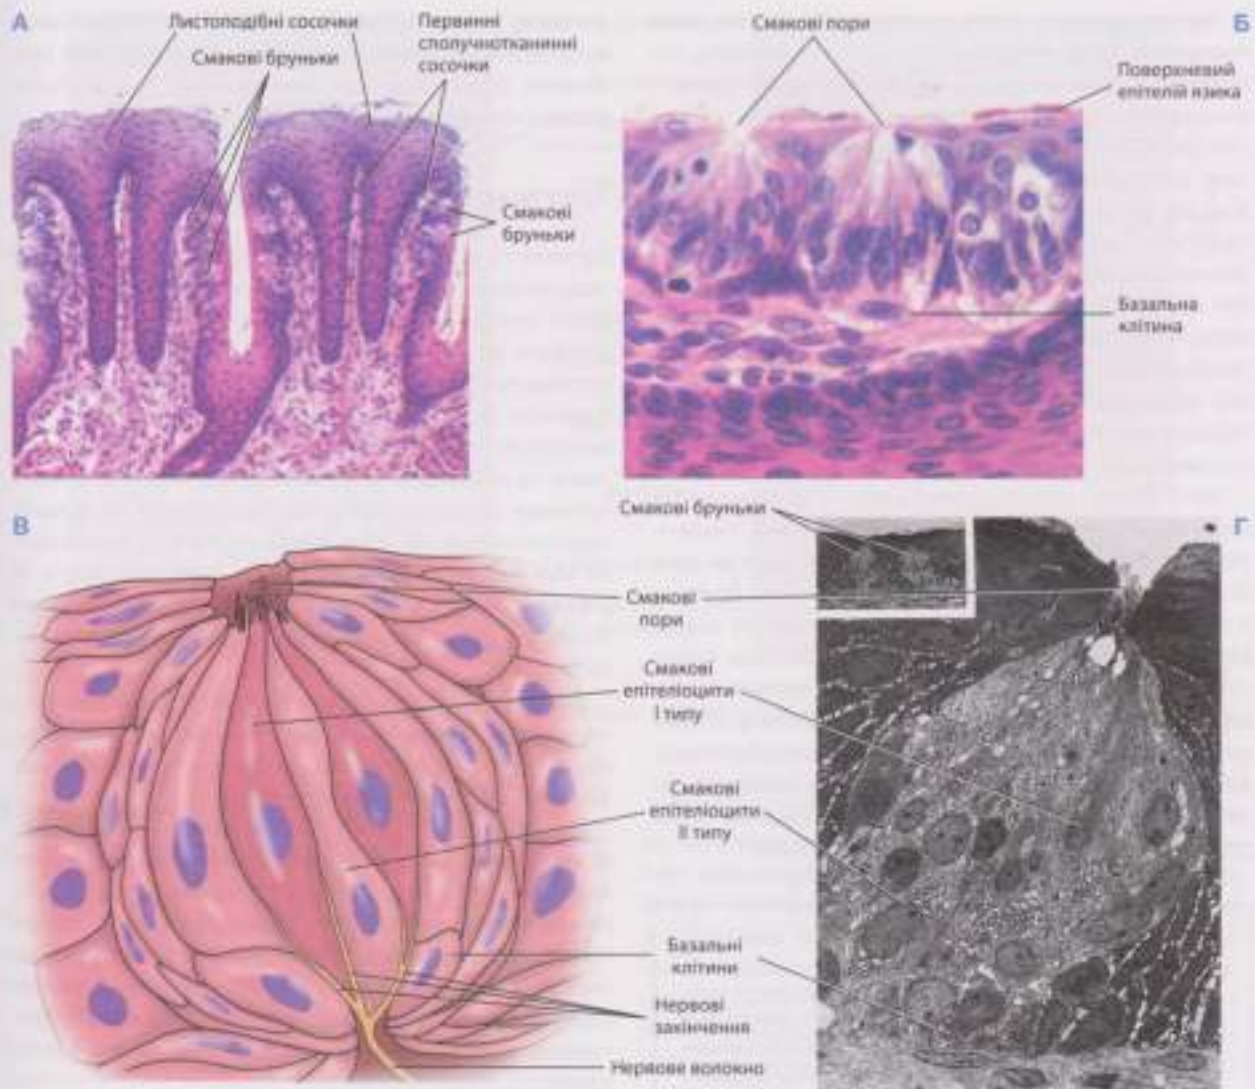 А
Листоподібні сосочки
Смакові бруньки
Первинні
сполучнотканинні
сосочки
Смакові
бруньки
Б
Смакові пори
Поверхневий
епітелій язика
Базальна
клітина
В
Смакові бруньки
Г
Смакові
пори
Смакові
епітеліоцити
І типу
Смакові
епітеліоцити
ІІ типу
Базальні
клітини
Нервові
закінчення
Нервове волокно